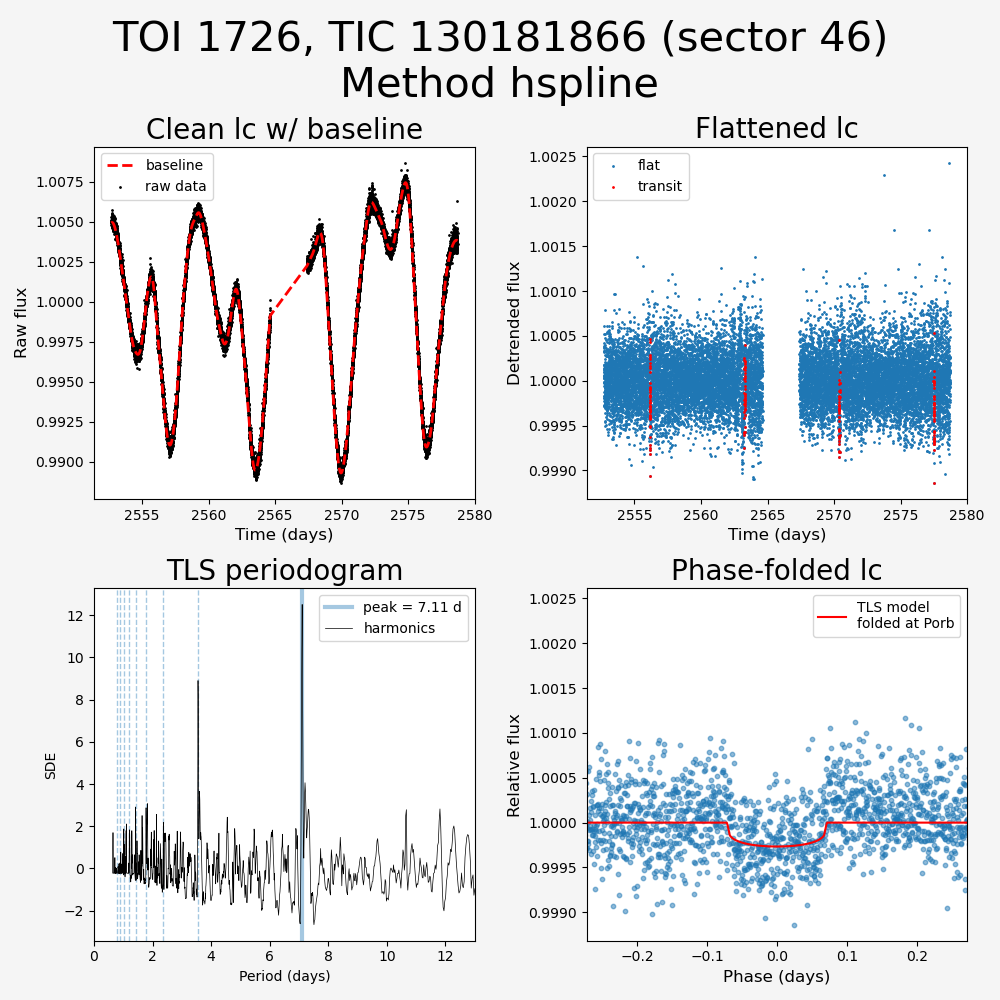 TOI 1726, TIC 130181866 (sector 46)
Method hspline
Clean lc w/ baseline
baseline
raw data
1.0075
1.0050
1.0025
1.0000
0.9975
0.9950
0.9925
0.9900
Raw flux
2555
2560
2565
2570
2575
2580
Time (days)
Flattened lc
flat
transit
1.0025
1.0020
1.0015
1.0010
1.0005
1.0000
0.9995
0.9990
Detrended flux
2555
2560
2565
2570
2575
2580
Time (days)
TLS periodogram
peak = 7.11 d
harmonics
12
10
8
6
4
2
0
−2
SDE
0
2
4
6
8
10
12
Period (days)
Phase-folded lc
TLS model
folded at Porb
1.0025
1.0020
1.0015
1.0010
1.0005
1.0000
0.9995
0.9990
Relative flux
−0.2
−0.1
0.0
0.1
0.2
Phase (days)